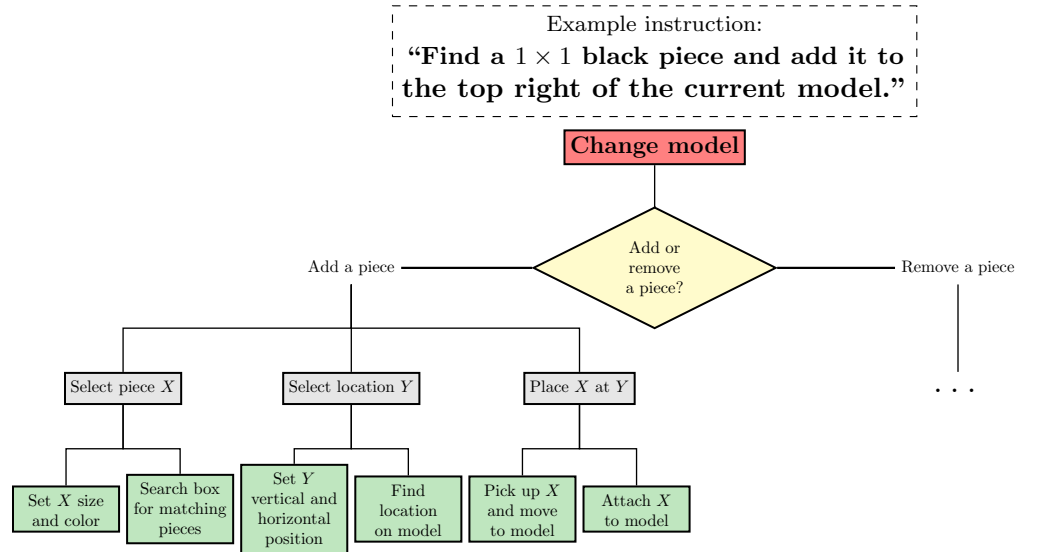 Example instruction:
“Find a 1 × 1 black piece and add it to
the top right of the current model.”
Change model
Add or
remove
a piece?
Add a piece
Remove a piece
Select piece X
Select location Y
Place X at Y
. . .
Set X size
and color
Search box
for matching
pieces
Set Y
vertical and
horizontal
position
Find
location
on model
Pick up X
and move
to model
Attach X
to model